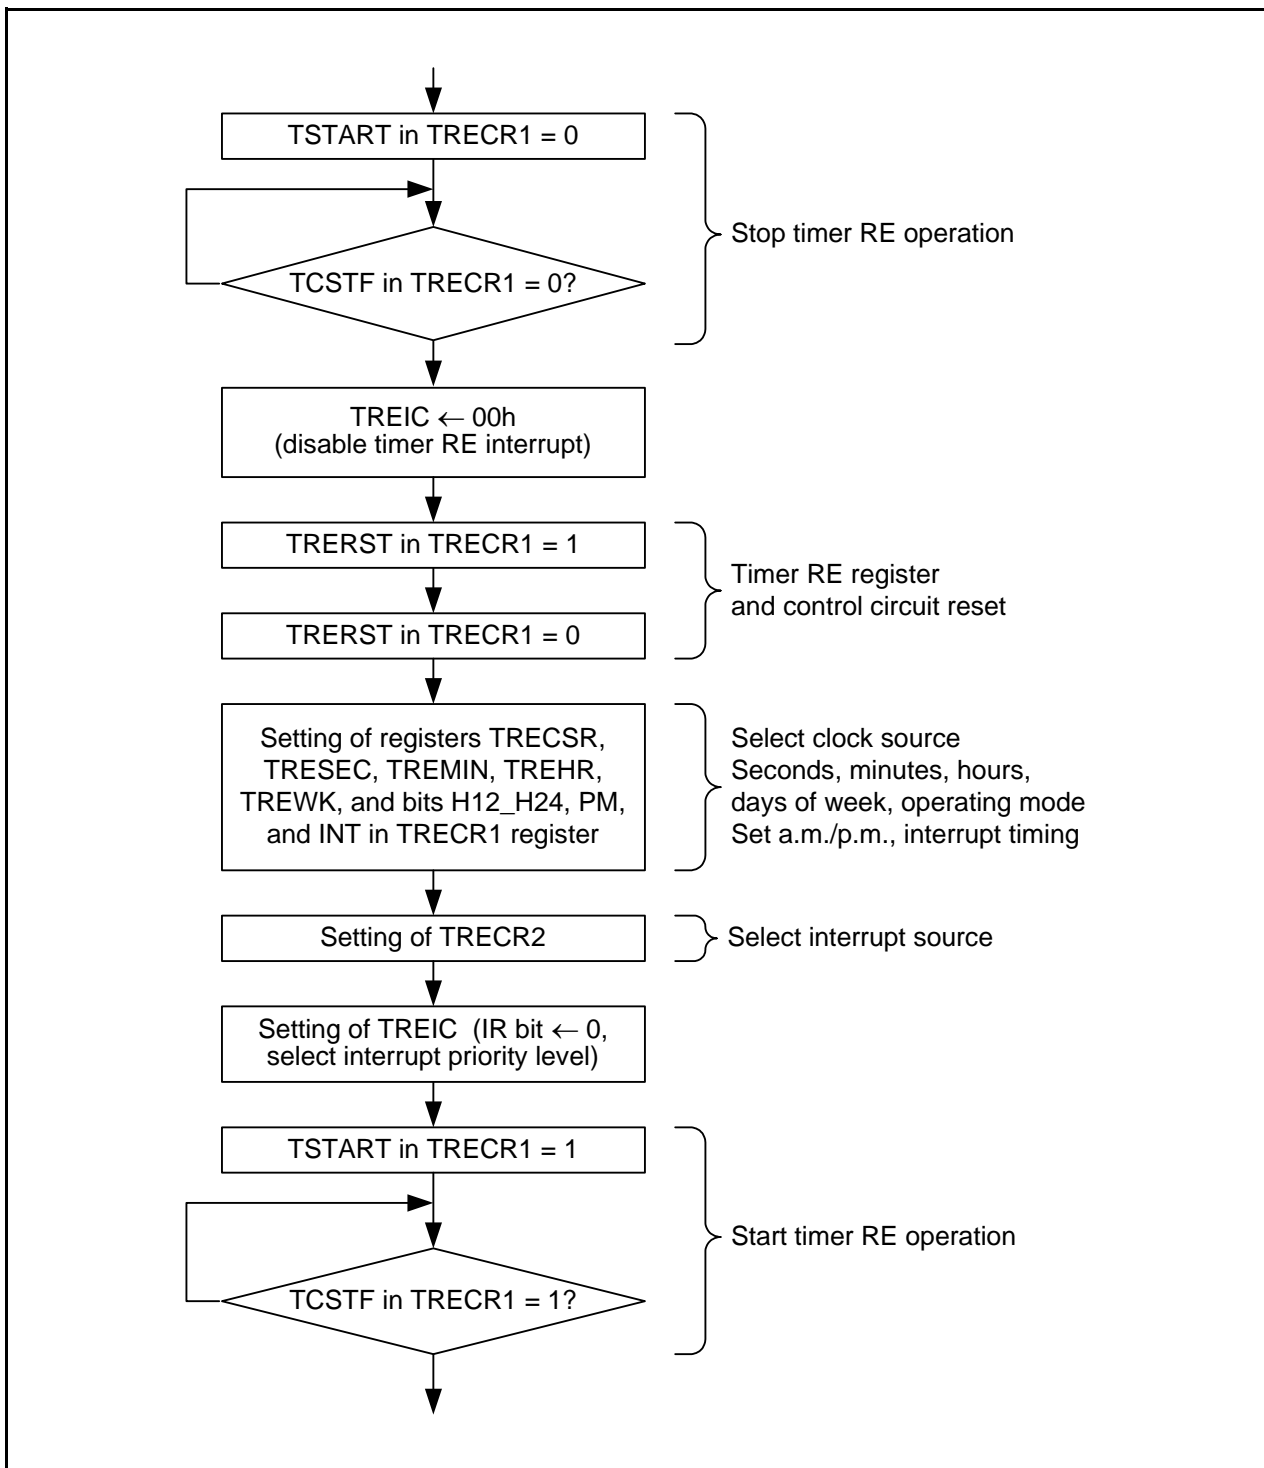 TSTART in TRECR1 = 0
TCSTF in TRECR1 = 0?
Stop timer RE operation
TREIC ← 00h
(disable timer RE interrupt)
TRERST in TRECR1 = 1
TRERST in TRECR1 = 0
Timer RE register
and control circuit reset
Setting of registers TRECSR,
TRESEC, TREMIN, TREHR,
TREWK, and bits H12_H24, PM,
and INT in TRECR1 register
Select clock source
Seconds, minutes, hours,
days of week, operating mode
Set a.m./p.m., interrupt timing
Setting of TRECR2
Select interrupt source
Setting of TREIC (IR bit ← 0,
select interrupt priority level)
TSTART in TRECR1 = 1
TCSTF in TRECR1 = 1?
Start timer RE operation